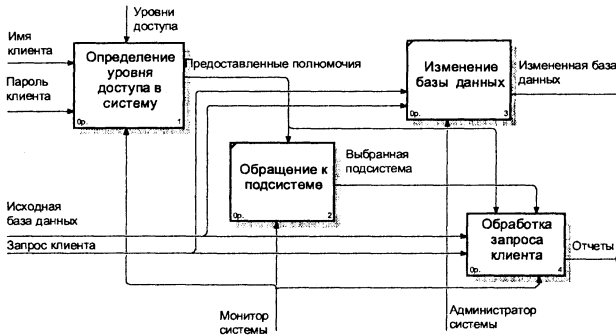 Уровни
доступа
Имя
клиента
Пароль
клиента
Определение
уровня
доступа в
систему
0р.
1
Предоставленные полномочия
Изменение
базы данных
0р.
3
Измененная база
данных
Обращение к
подсистеме
0р.
2
Выбранная
подсистема
Исходная
база данных
Запрос клиента
Обработка
запроса
клиента
0р.
4
Отчеты
Монитор
системы
Администратор
системы